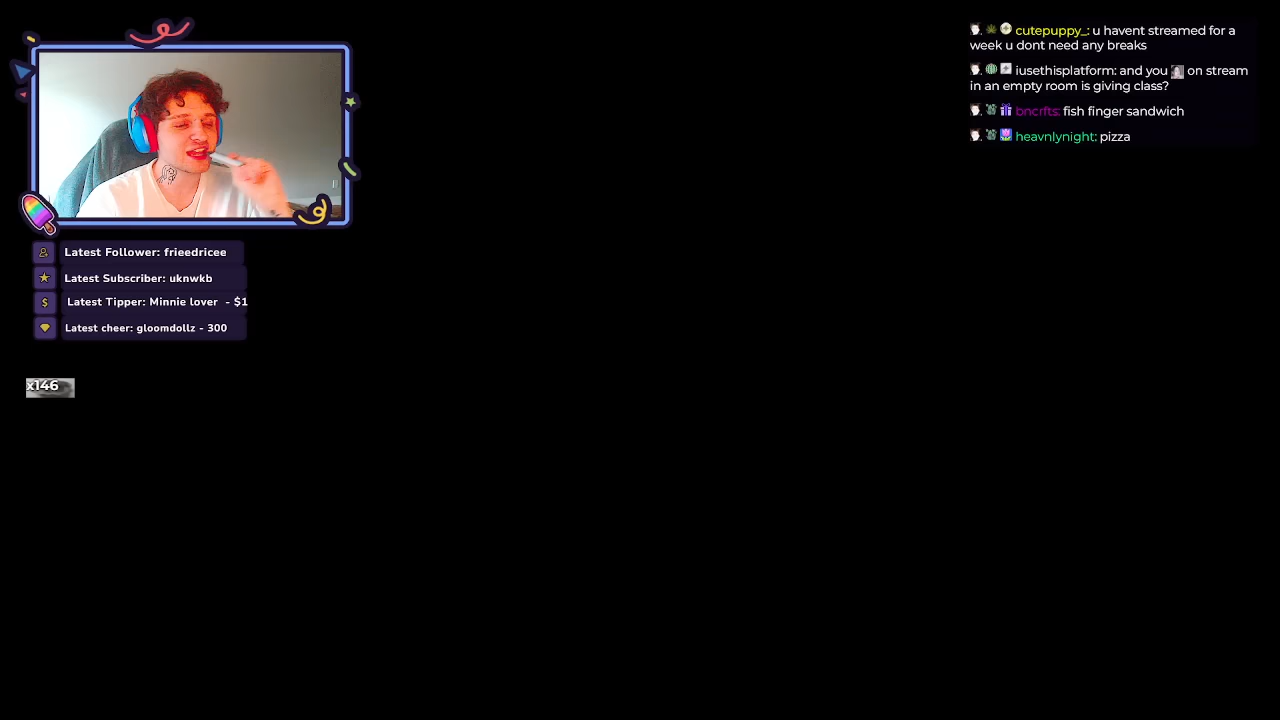 Latest Follower: frieedricee
Latest Subscriber: uknwkb
Latest Tipper: Minnie lover - $1
Latest cheer: gloomdollz - 300
x146
cutepuppy_: u havent streamed for a
week u dont need any breaks
iusethisplatform: and you on stream
in an empty room is giving class?
bncrfts: fish finger sandwich
heavnlynight: pizza